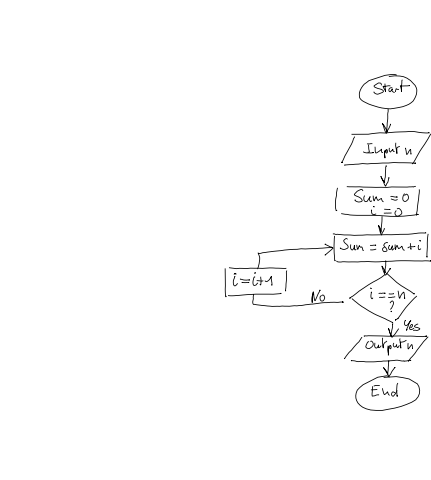 Start
Input n
Sum = 0
i = 0
Sum = sum + i
i = i+1
No
i == n
?
Yes
Output n
End